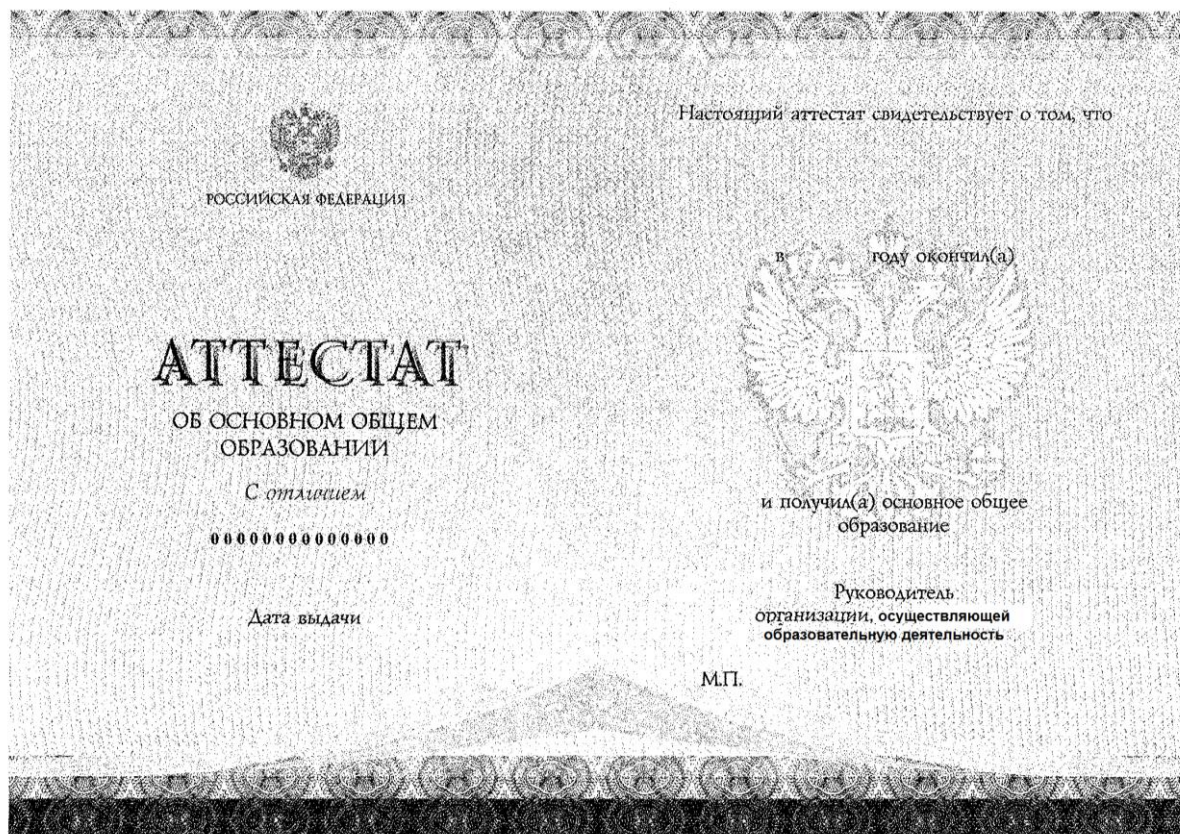 РОССИЙСКАЯ ФЕДЕРАЦИЯ
АТТЕСТАТ
ОБ ОСНОВНОМ ОБЩЕМ
ОБРАЗОВАНИИ
С отличием
00000000000000
Дата выдачи
Настоящий аттестат свидетельствует о том, что
в году окончил(а)
и получил(а) основное общее
образование
Руководитель
организации, осуществляющей
образовательную деятельность
М.П.